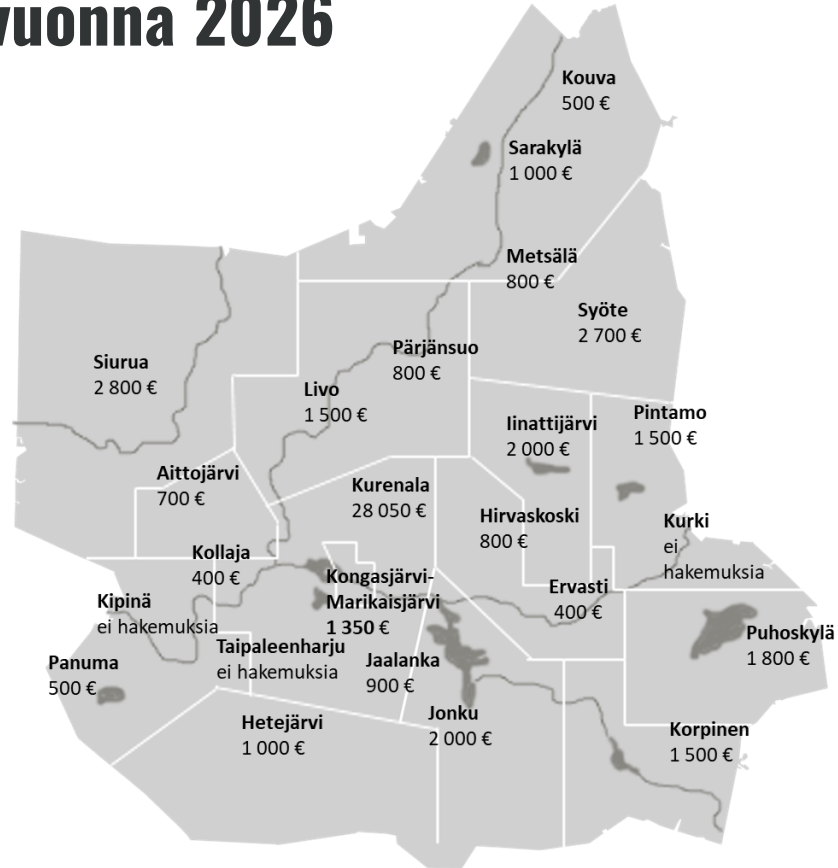 vuonna 2026
Kouva
500 €
Sarakylä
1 000 €
Metsälä
800 €
Syöte
2 700 €
Siurua
2 800 €
Pärjänsuo
800 €
Livo
1 500 €
Iinattijärvi
2 000 €
Pintamo
1 500 €
Aittojärvi
700 €
Kurenala
28 050 €
Hirvaskoski
800 €
Kurki
ei
hakemuksia
Kollaja
400 €
Kongasjärvi-
Marikaisjärvi
1 350 €
Ervasti
400 €
Kipinä
ei hakemuksia
Taipaleenharju
ei hakemuksia
Jaalanka
900 €
Puhoskylä
1 800 €
Panuma
500 €
Hetejärvi
1 000 €
Jonku
2 000 €
Korpinen
1 500 €